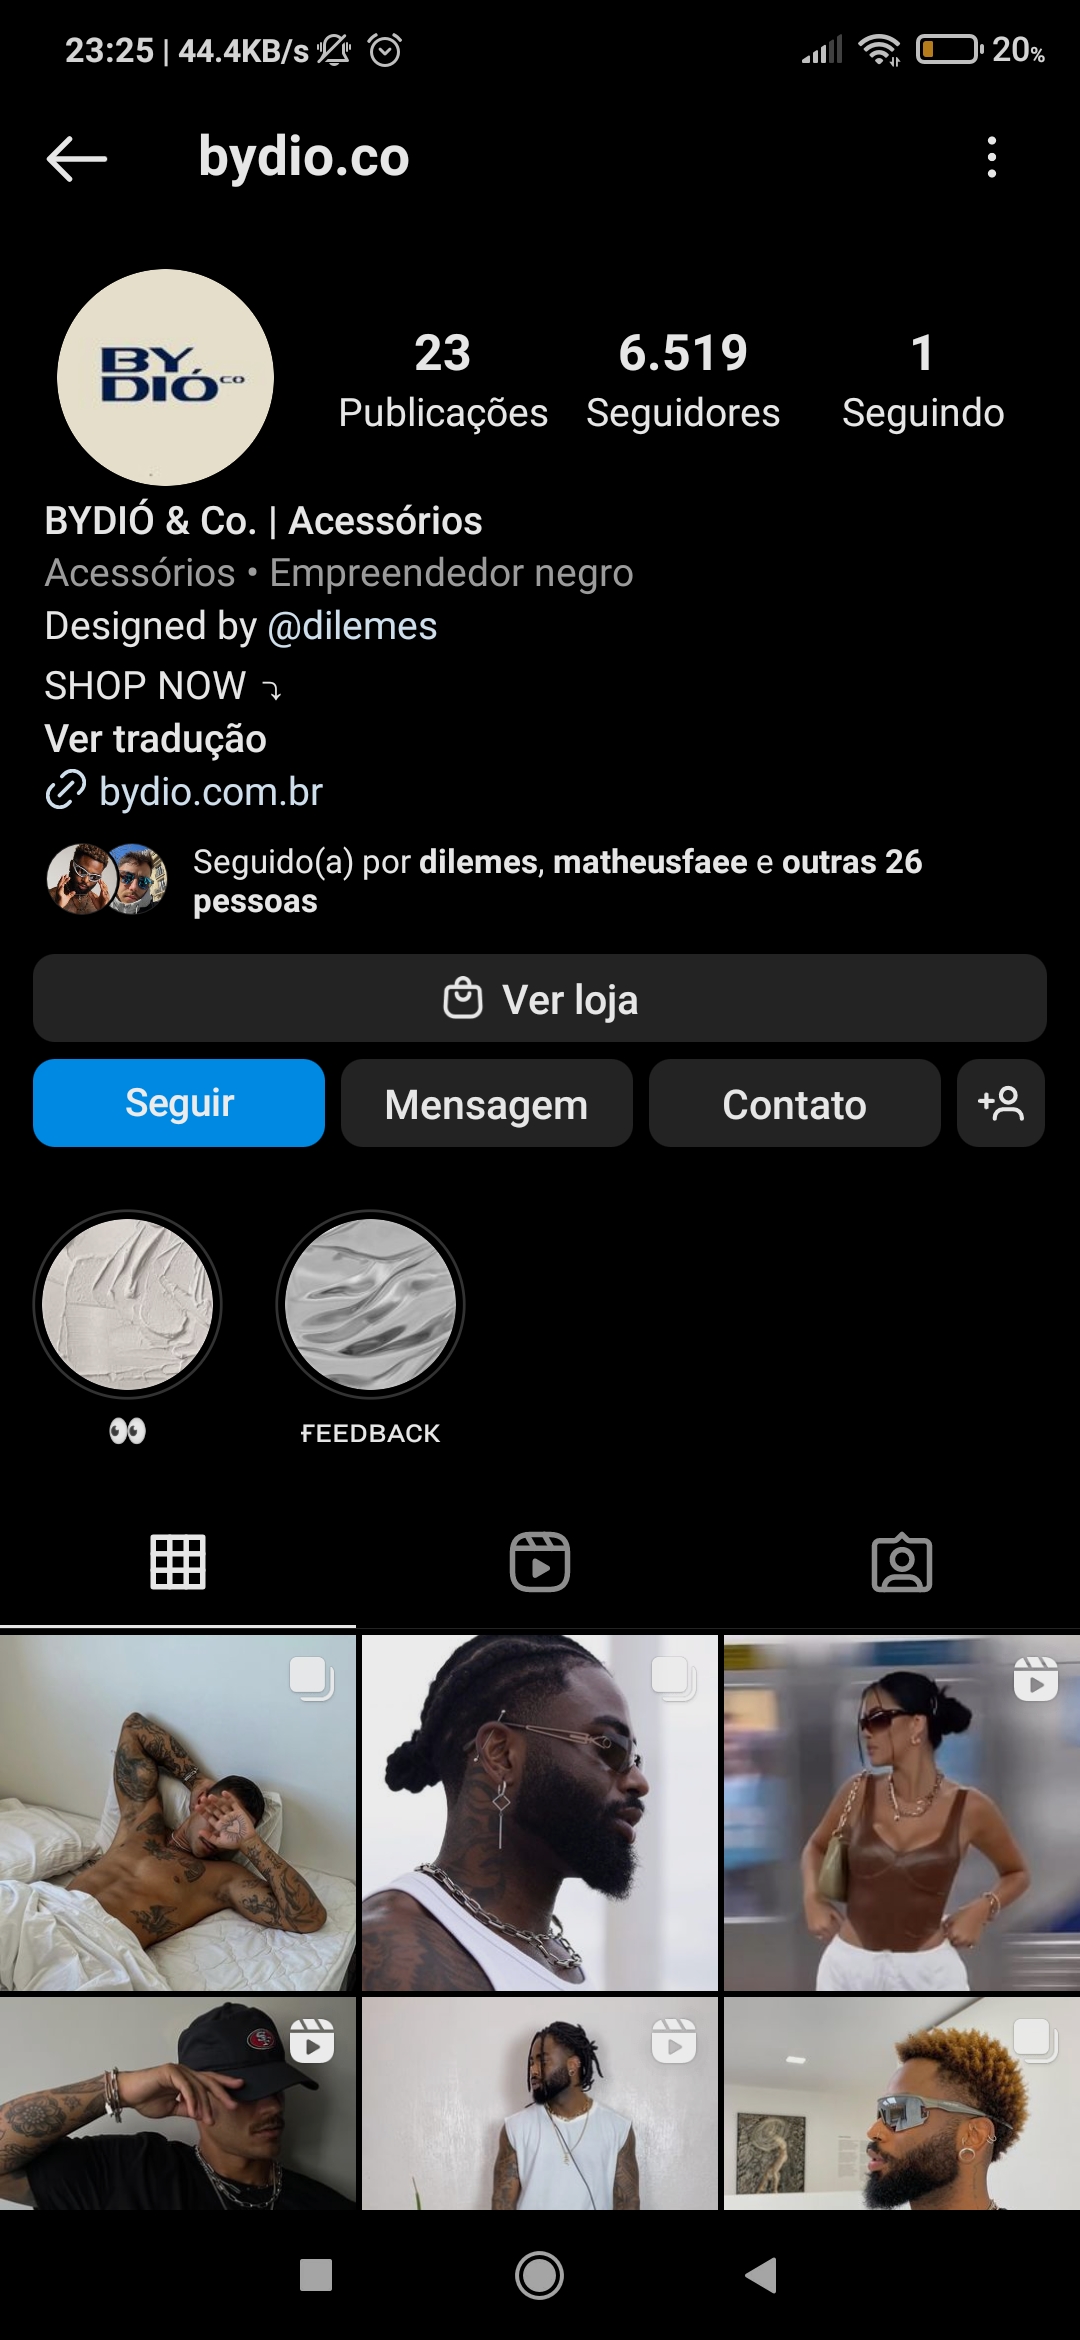 23:25 | 44.4KB/s
20%
bydio.co
BY
DIÓ CO
23
6.519
1
Publicações
Seguidores
Seguindo
BYDIÓ & Co. | Acessórios
Acessórios • Empreendedor negro
Designed by @dilemes
SHOP NOW ⤵
Ver tradução
bydio.com.br
Seguido(a) por dilemes, matheusfaee e outras 26
pessoas
Ver loja
Seguir
Mensagem
Contato
👀
ꜰᴇᴇᴅʙᴀᴄᴋ